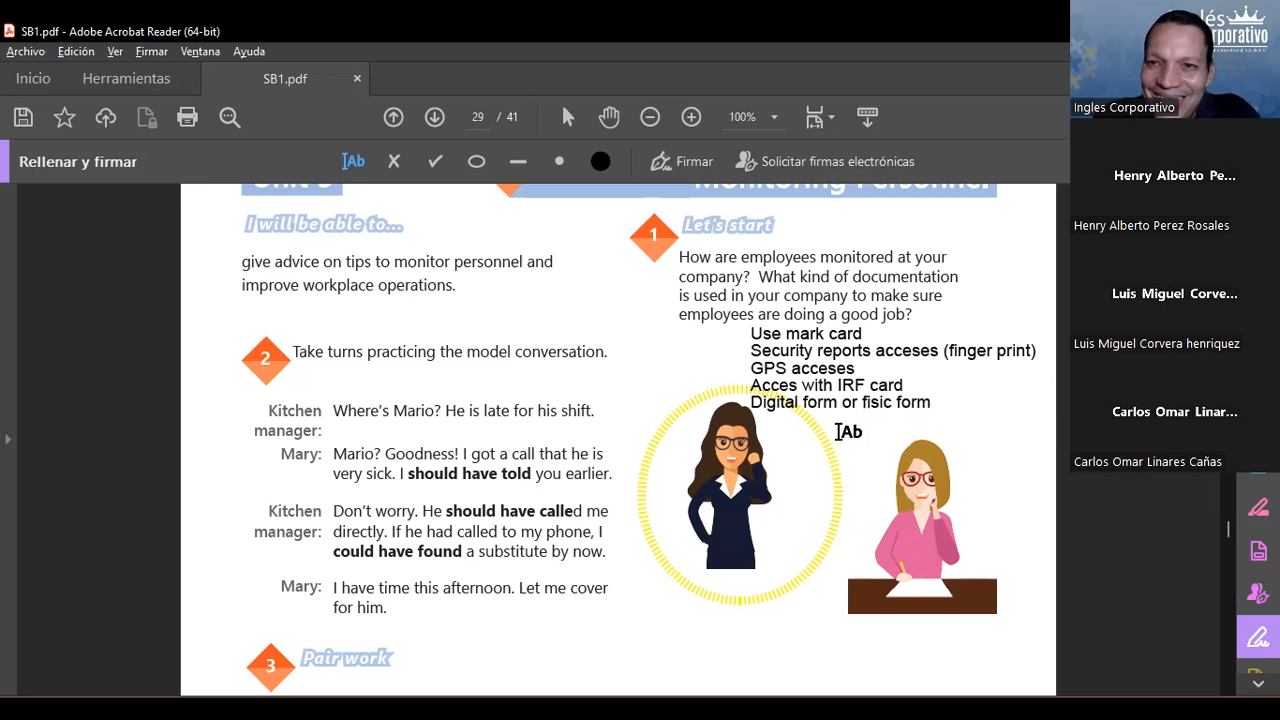 SB1.pdf - Adobe Acrobat Reader (64-bit)
Archivo Edición Ver Firmar Ventana Ayuda
Inicio Herramientas SB1.pdf ×
29 / 41 100%
Rellenar y firmar Ab Firmar Solicitar firmas electrónicas
Monitoring Personnel
I will be able to...
give advice on tips to monitor personnel and
improve workplace operations.
1 Let's start
How are employees monitored at your
company? What kind of documentation
is used in your company to make sure
employees are doing a good job?
Use mark card
Security reports acceses (finger print)
GPS acceses
Acces with IRF card
Digital form or fisic form
Ab
2 Take turns practicing the model conversation.
Kitchen manager: Where's Mario? He is late for his shift.
Mary: Mario? Goodness! I got a call that he is
very sick. I should have told you earlier.
Kitchen manager: Don't worry. He should have called me
directly. If he had called to my phone, I
could have found a substitute by now.
Mary: I have time this afternoon. Let me cover
for him.
3 Pair work
Ingles Corporativo
Henry Alberto Pe...
Henry Alberto Perez Rosales
Luis Miguel Corve...
Luis Miguel Corvera henriquez
Carlos Omar Linar...
Carlos Omar Linares Cañas